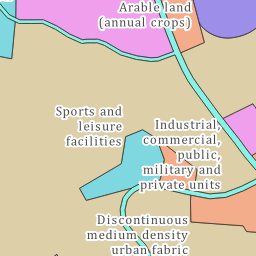 Arable land
(annual crops)
Sports and
leisure
facilities
Industrial,
commercial,
public,
military and
private units
Discontinuous
medium density
urban fabric